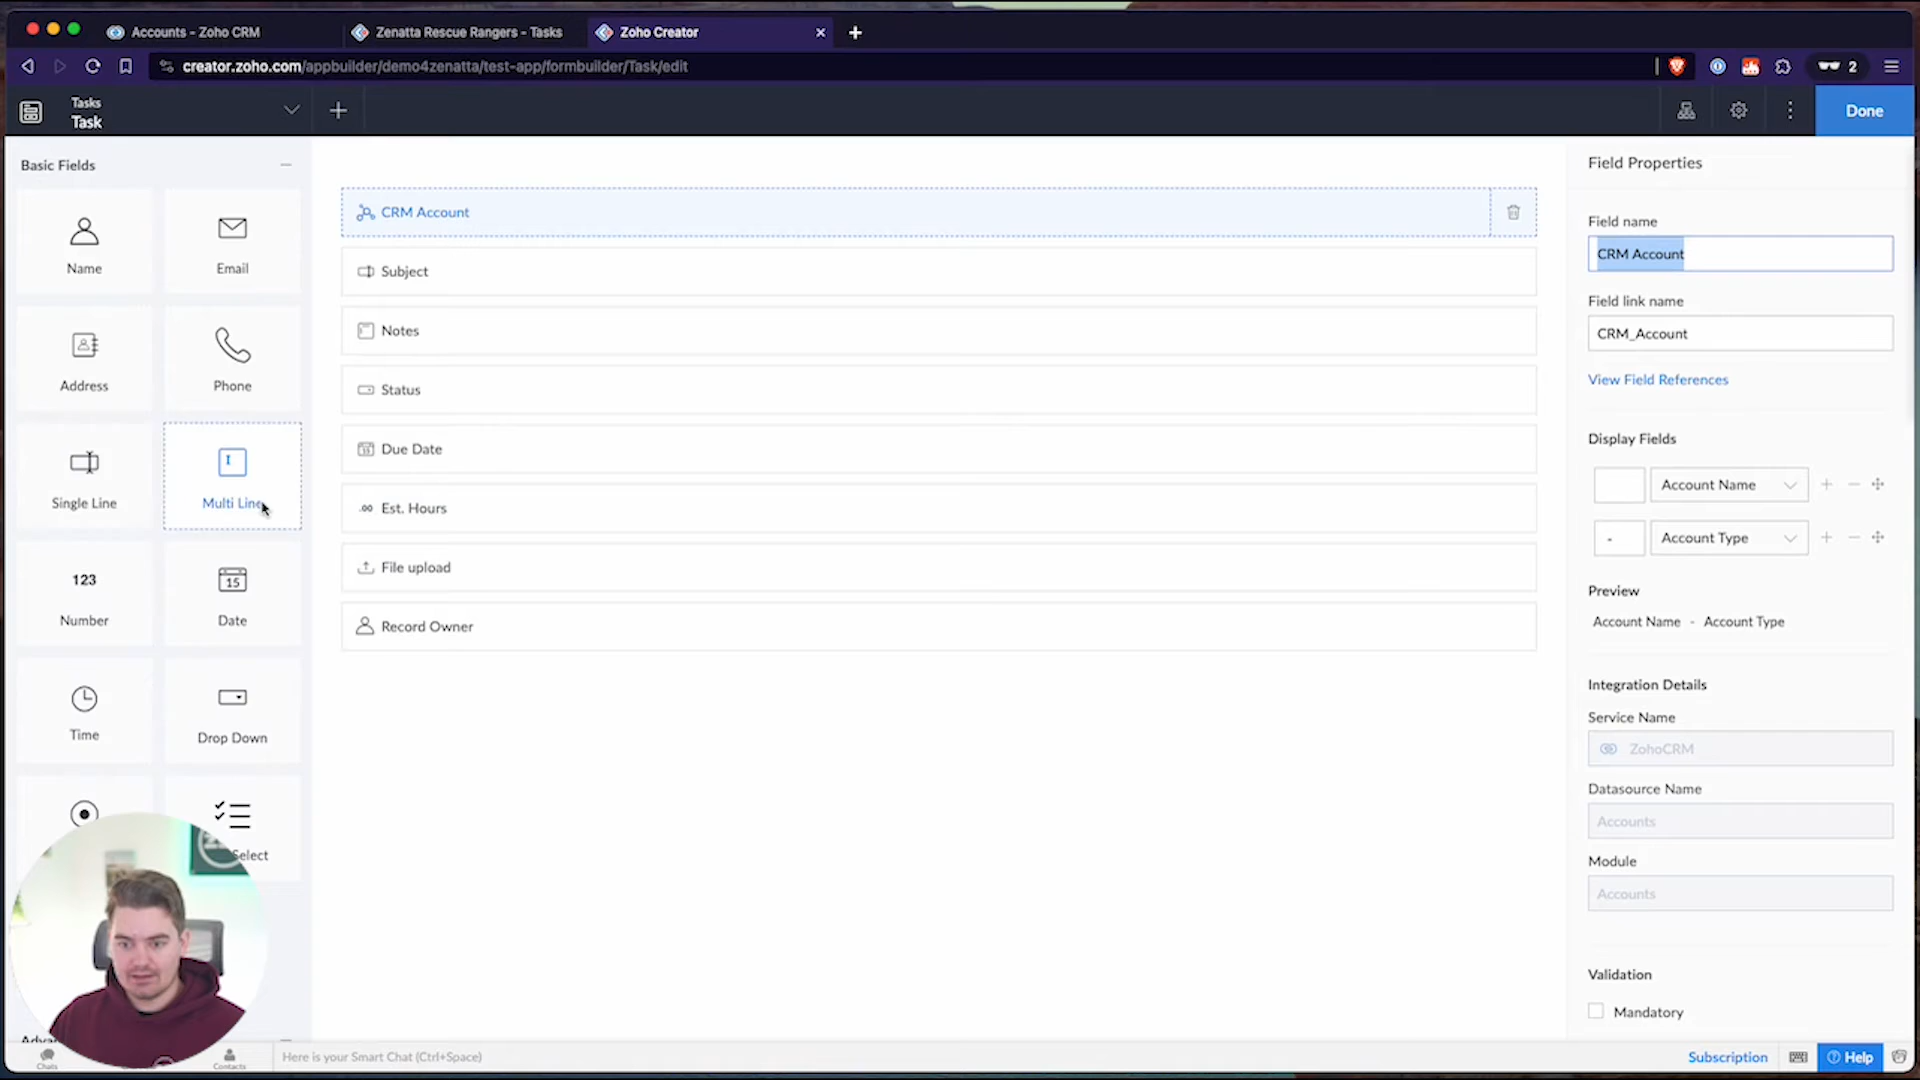 Accounts - Zoho CRM
Zenatta Rescue Rangers - Tasks
Zoho Creator
creator.zoho.com/appbuilder/demo4zenatta/test-app/formbuilder/Task/edit
2
Tasks
Task
Done
Basic Fields
Name
Email
Address
Phone
Single Line
Multi Line
123
Number
15
Date
Time
Drop Down
Select
CRM Account
Subject
Notes
Status
Due Date
.00 Est. Hours
File upload
Record Owner
Field Properties
Field name
CRM Account
Field link name
CRM_Account
View Field References
Display Fields
Account Name
- Account Type
Preview
Account Name - Account Type
Integration Details
Service Name
ZohoCRM
Datasource Name
Accounts
Module
Accounts
Validation
Mandatory
Chats
Contacts
Here is your Smart Chat (Ctrl+Space)
Subscription
Help